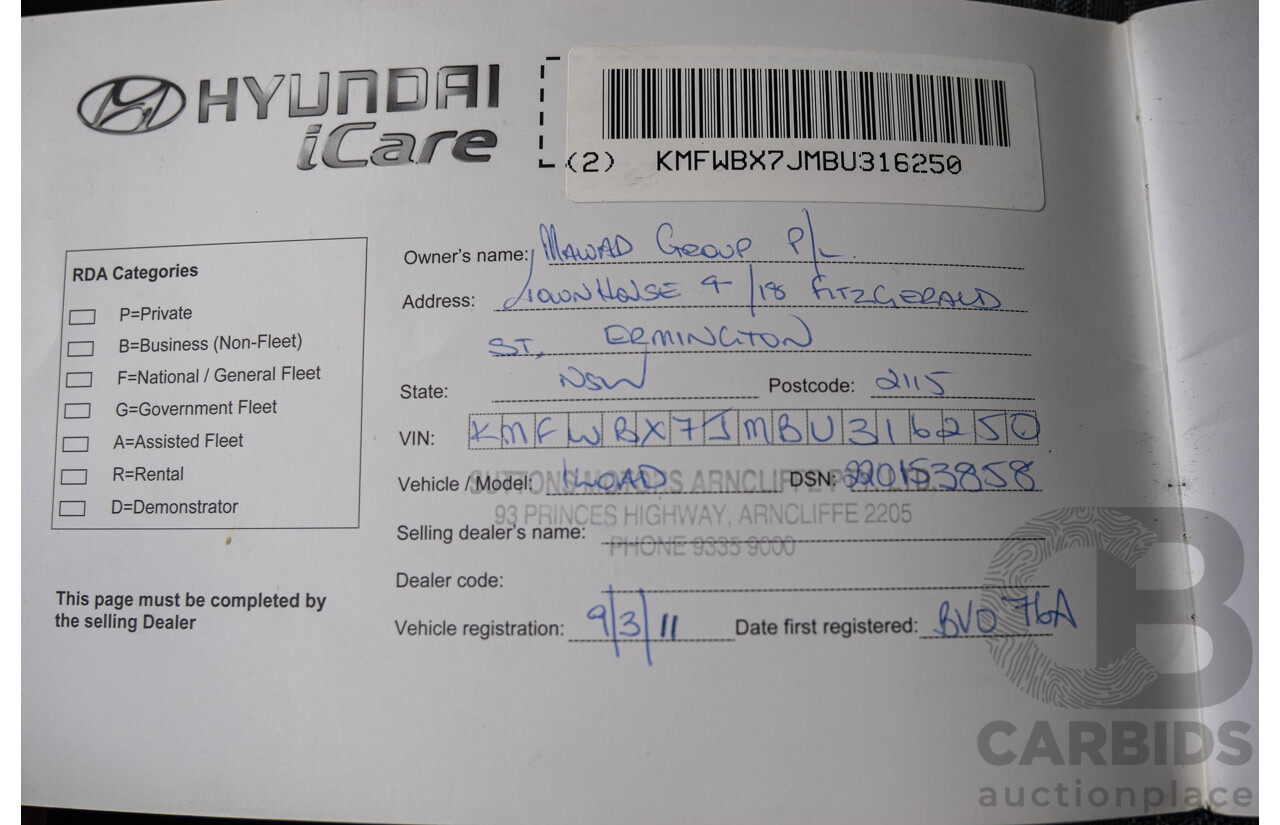 HYUNDAI
iCare
(2) KMFWBX7JMBU316250
RDA Categories
P=Private
B=Business (Non-Fleet)
F=National / General Fleet
G=Government Fleet
A=Assisted Fleet
R=Rental
D=Demonstrator
This page must be completed by
the selling Dealer
Owner's name: MAWAD GROUP P/L.
Address: TOWNHOUSE 4 /18 FITZGERALD
ST, ERMINGTON
State: NSW Postcode: 2115
VIN: KMFWBX7JMBU316250
Vehicle / Model: ILOAD DSN: 220153858
SUTTONS MOTORS ARNCLIFFE
93 PRINCES HIGHWAY, ARNCLIFFE 2205
Selling dealer's name:
PHONE 9335 9000
Dealer code:
Vehicle registration: 9/3/11 Date first registered: BVO 76A
CARBIDS
auctionplace